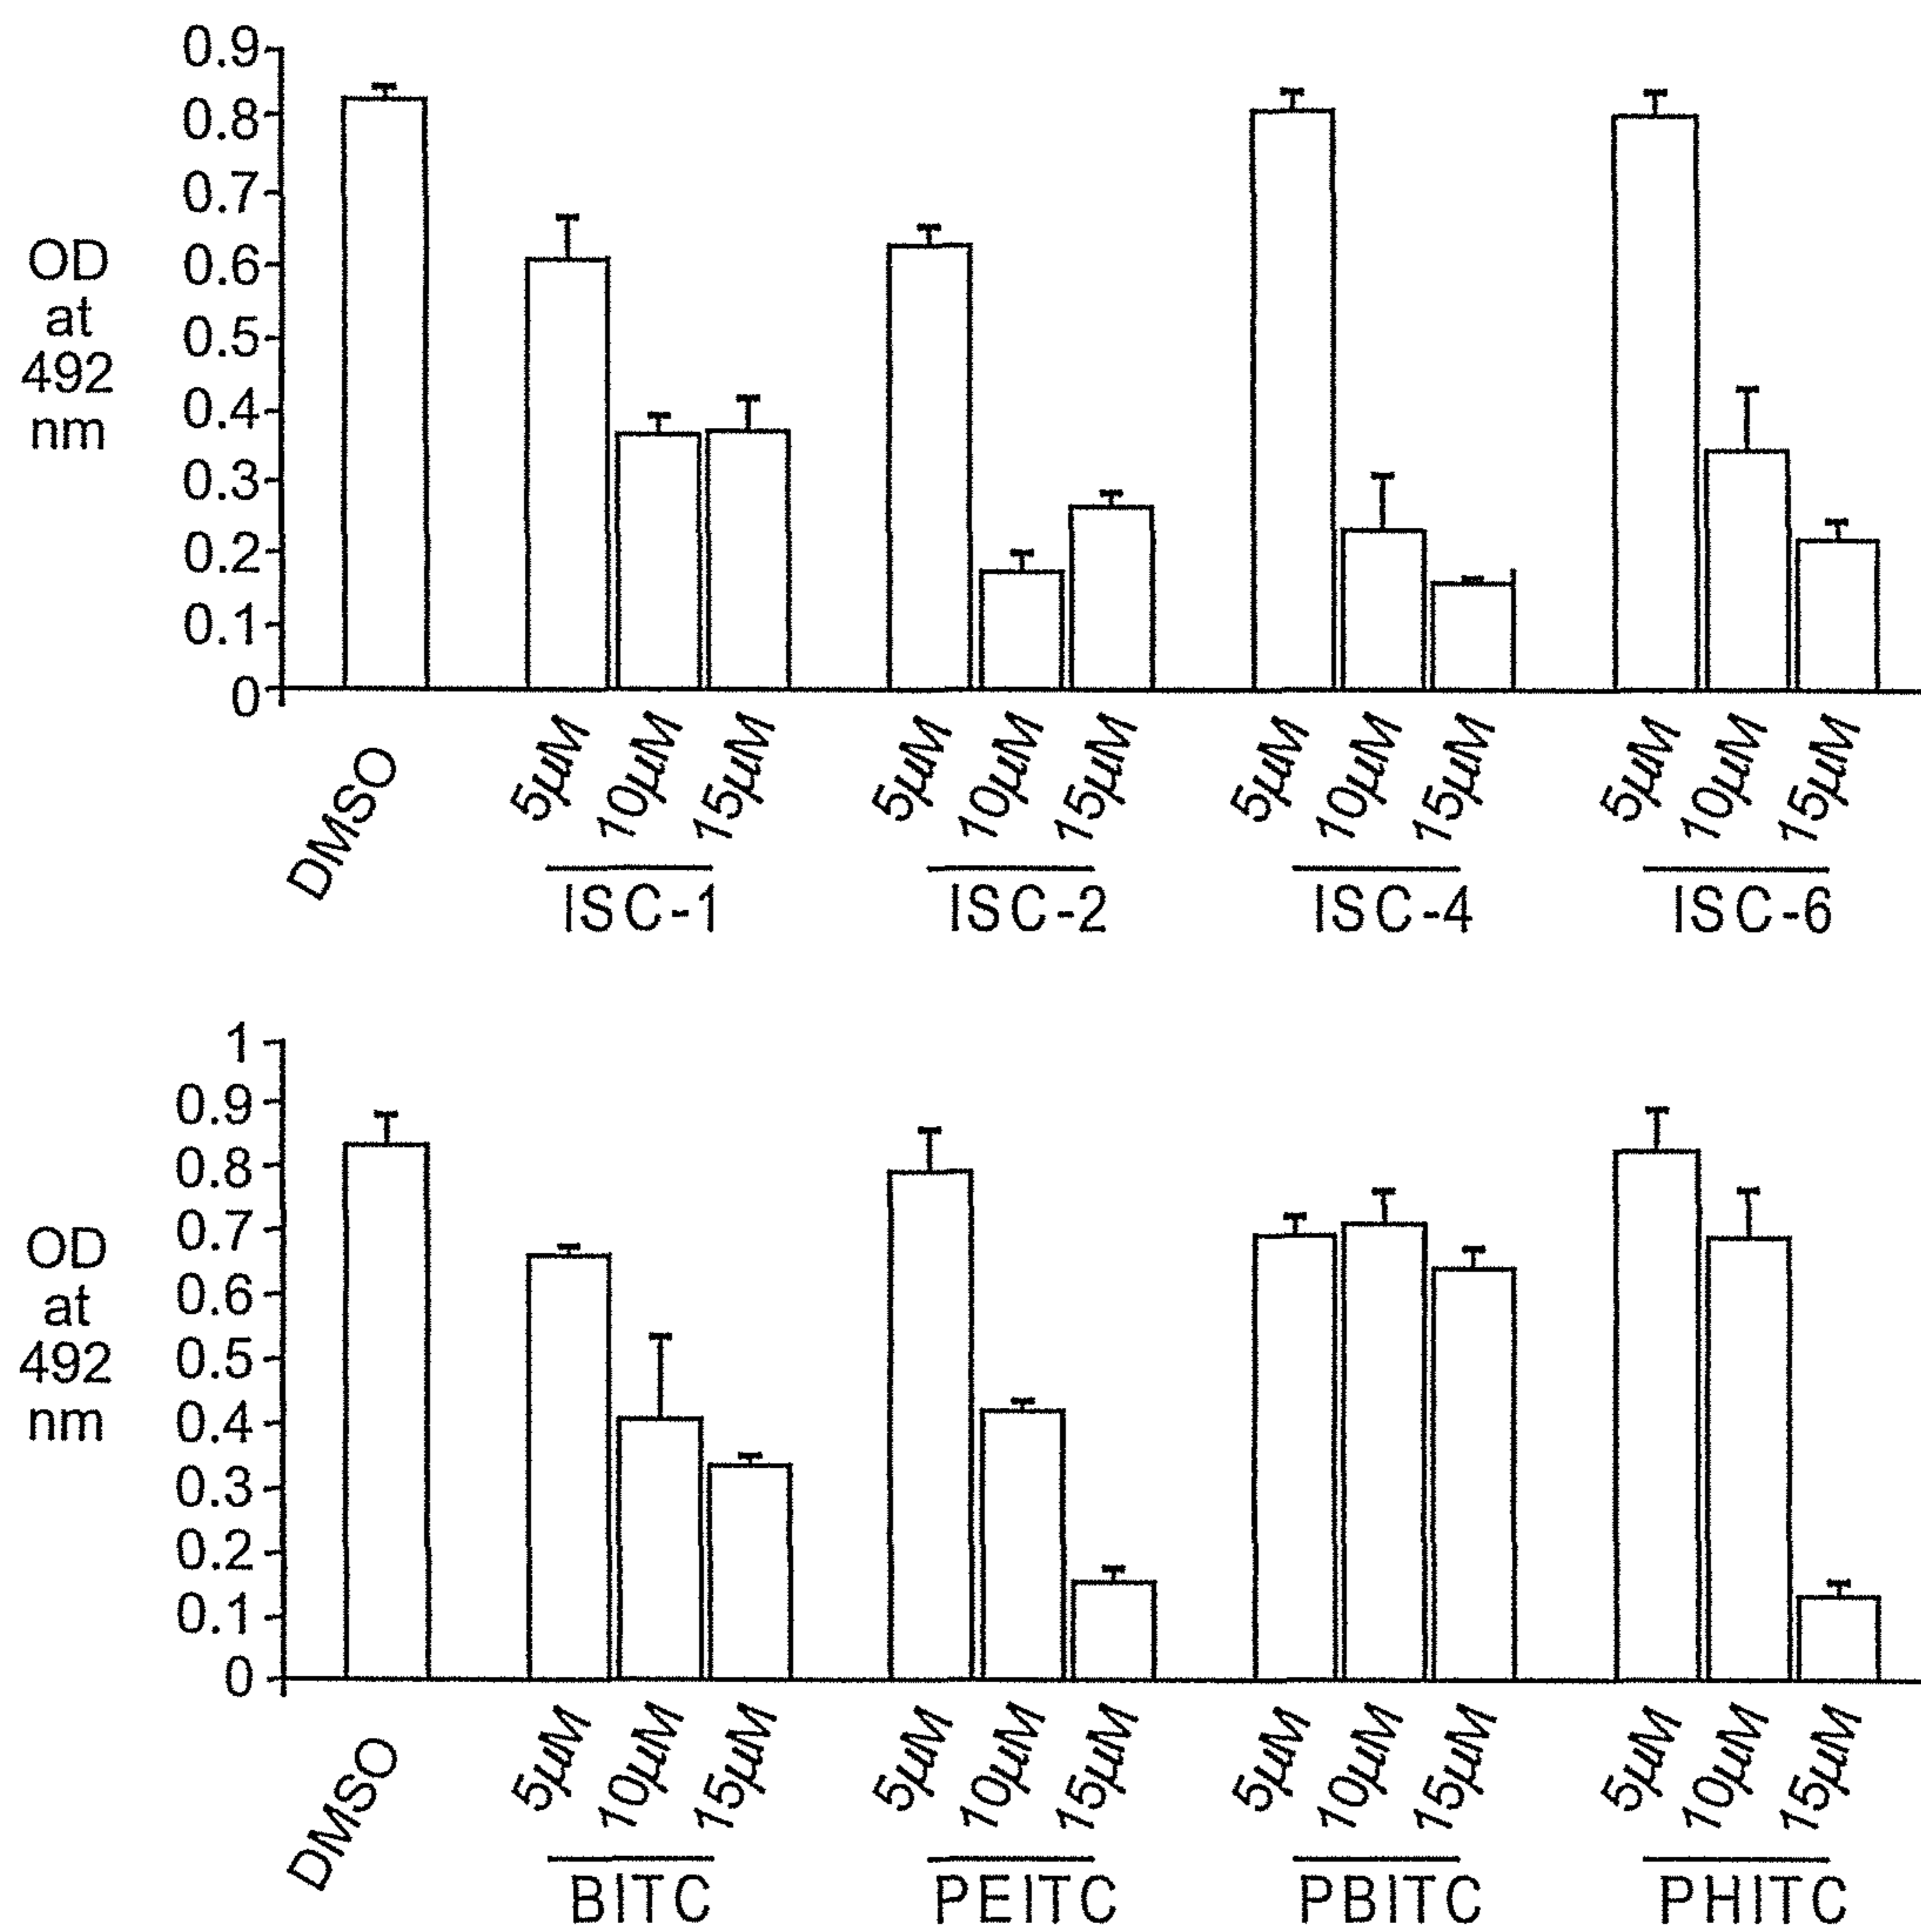 0.9
0.8
0.7
0.6
0.5
0.4
0.3
0.2
0.1
0
OD
at
492
nm
DMSO
5µM 10µM 15µM 5µM 10µM 15µM 5µM 10µM 15µM 5µM 10µM 15µM
ISC-1 ISC-2 ISC-4 ISC-6
1
0.9
0.8
0.7
0.6
0.5
0.4
0.3
0.2
0.1
0
OD
at
492
nm
DMSO
5µM 10µM 15µM 5µM 10µM 15µM 5µM 10µM 15µM 5µM 10µM 15µM
BITC PEITC PBITC PHITC